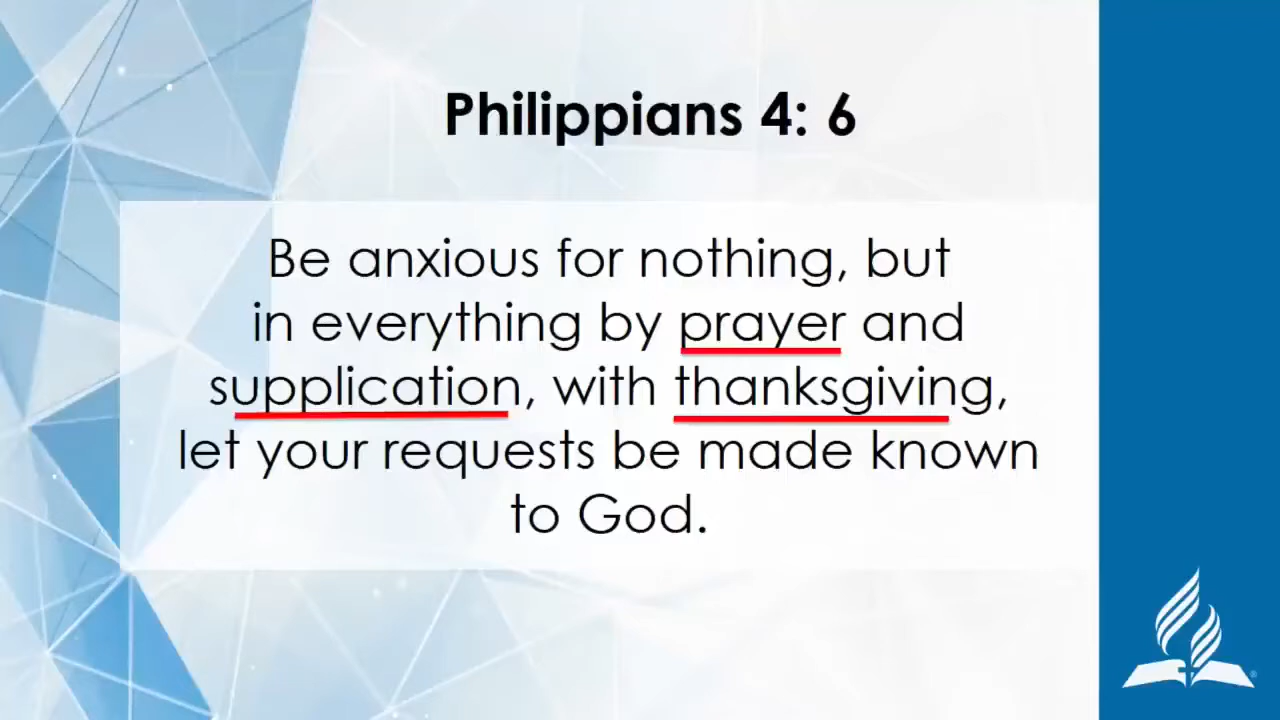 Philippians 4: 6
Be anxious for nothing, but
in everything by prayer and
supplication, with thanksgiving,
let your requests be made known
to God.
®